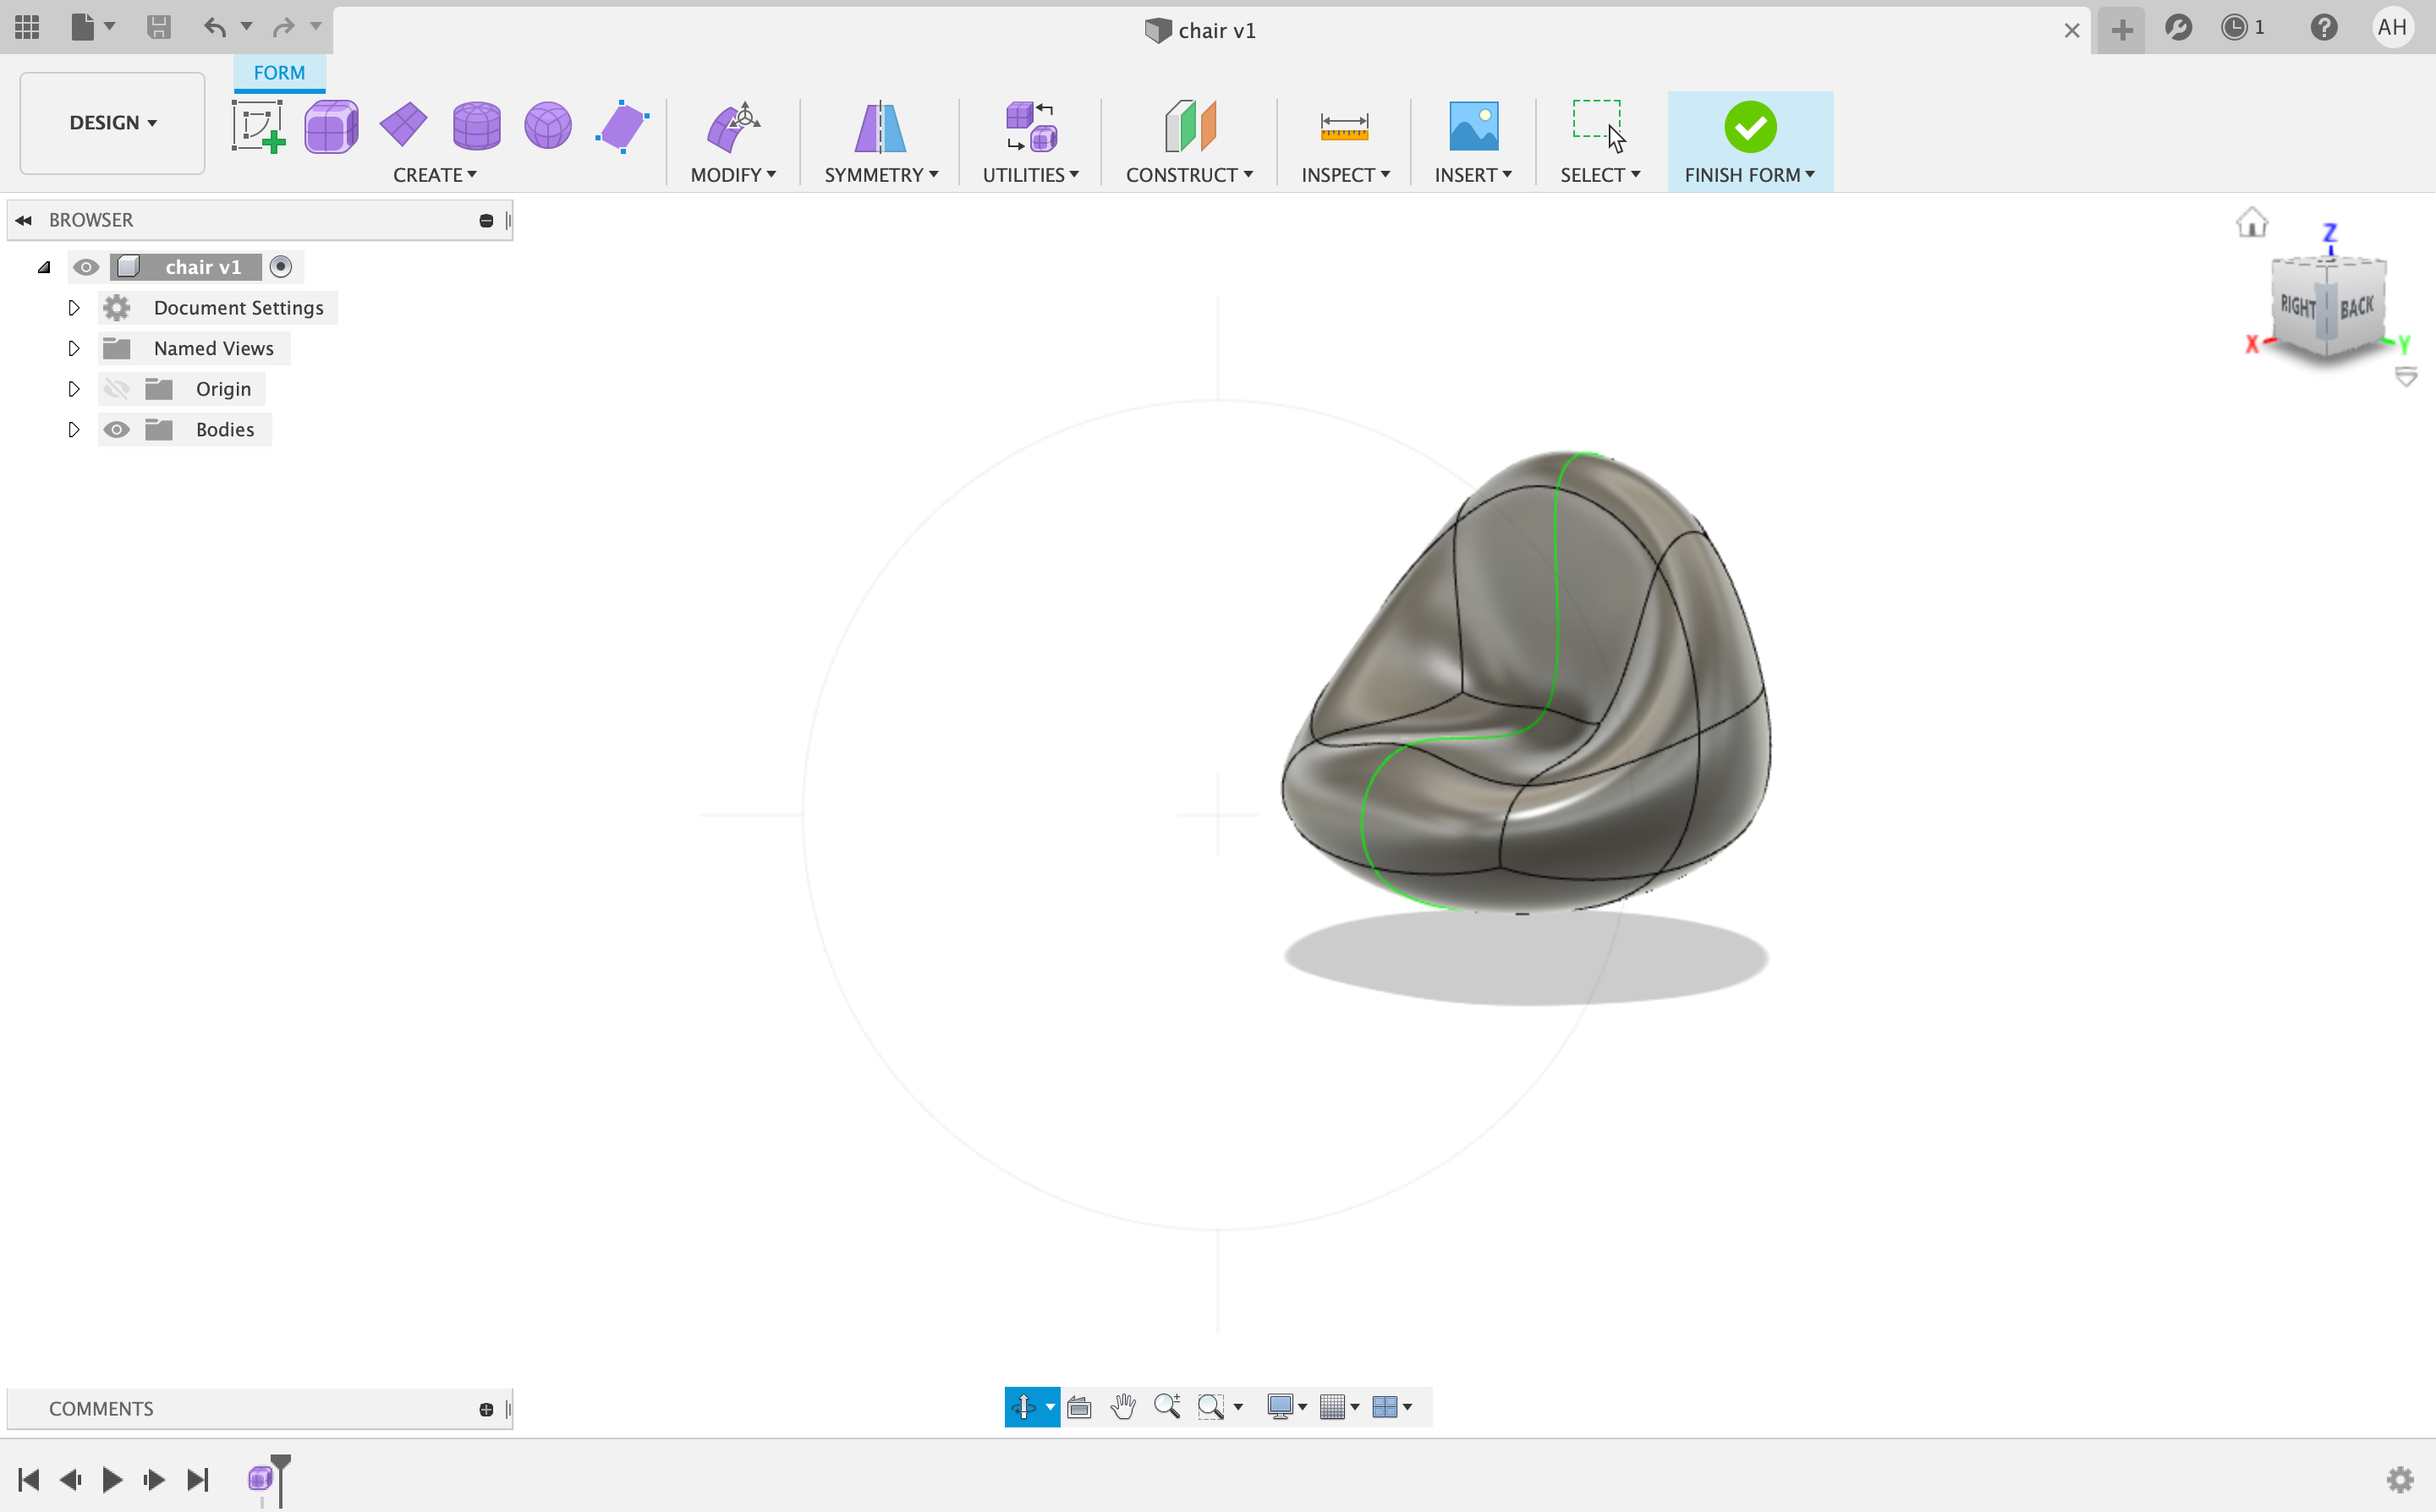 chair v1
1
AH
FORM
DESIGN
CREATE
MODIFY
SYMMETRY
UTILITIES
CONSTRUCT
INSPECT
INSERT
SELECT
FINISH FORM
BROWSER
chair v1
Document Settings
Named Views
Origin
Bodies
Z
RIGHT
BACK
X
Y
COMMENTS